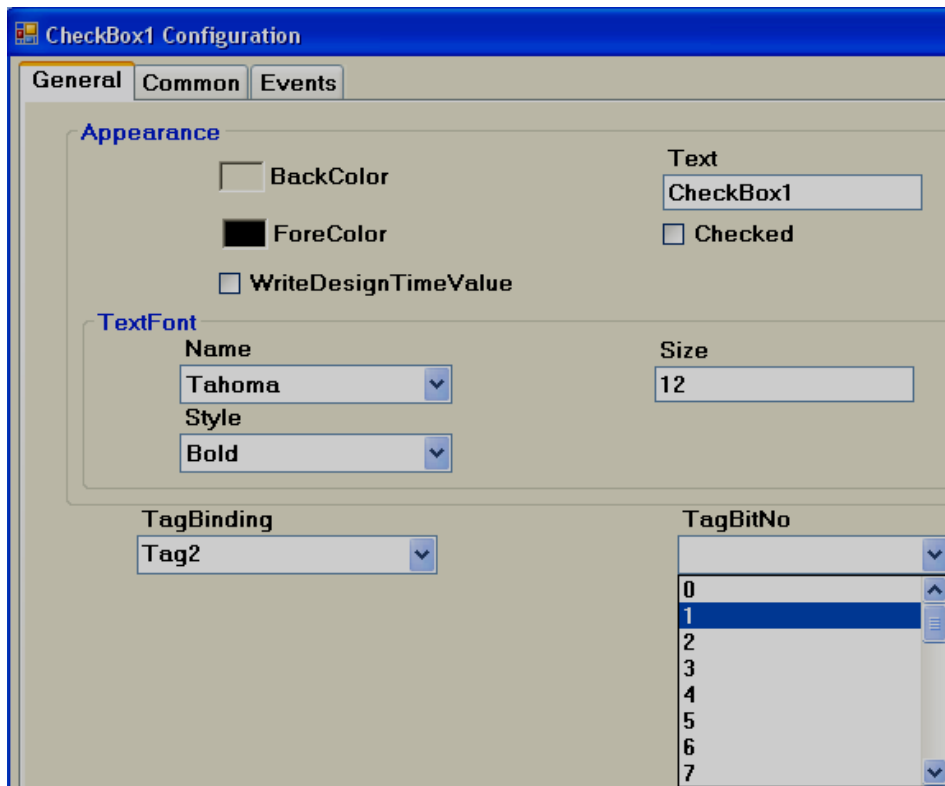 CheckBox1 Configuration
General Common Events
Appearance
BackColor
Text
CheckBox1
ForeColor
Checked
WriteDesignTimeValue
TextFont
Name
Size
Tahoma
12
Style
Bold
TagBinding
TagBitNo
Tag2
0
1
2
3
4
5
6
7